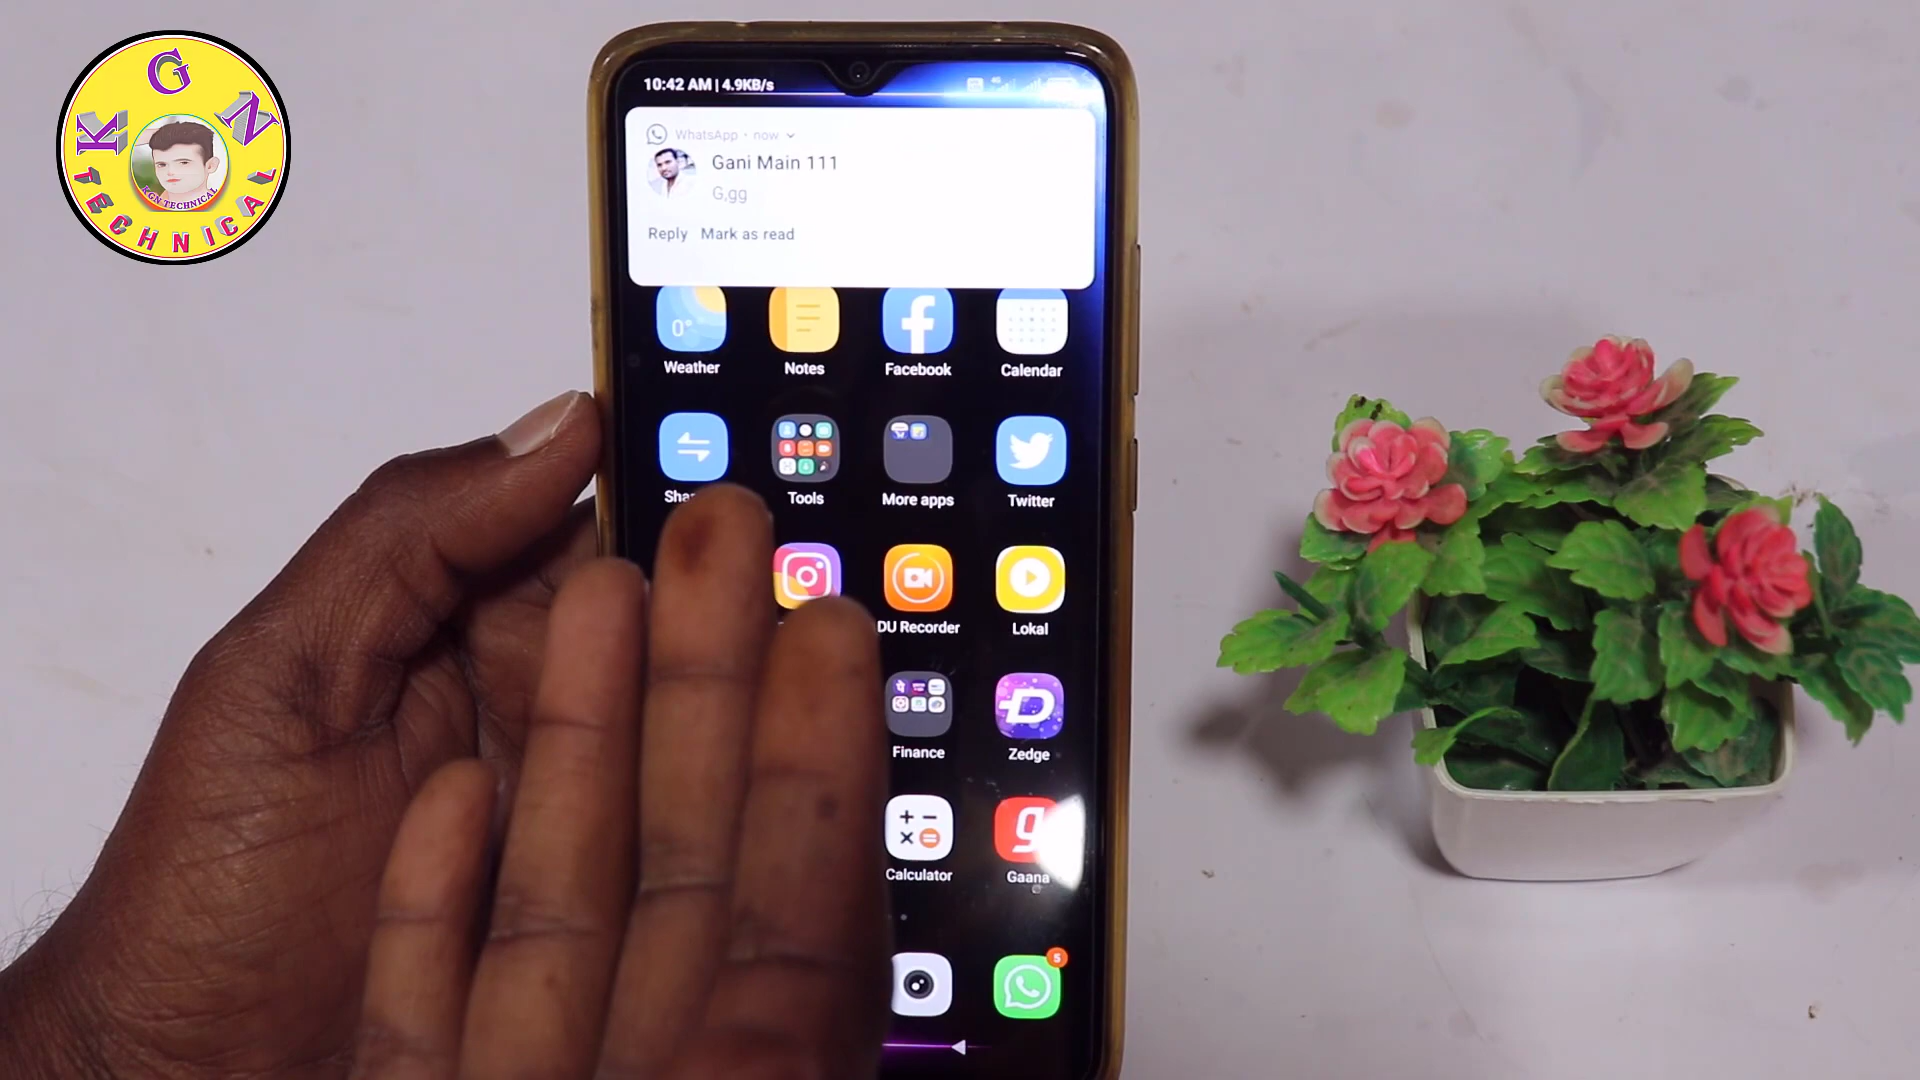 KGN
TECHNICAL
KGN TECHNICAL
10:42 AM | 4.9KB/s
WhatsApp • now
Gani Main 111
G,gg
Reply Mark as read
0°
Weather Notes Facebook Calendar
Tools More apps Twitter
DU Recorder Lokal
Finance Zedge
Calculator Gaana
5